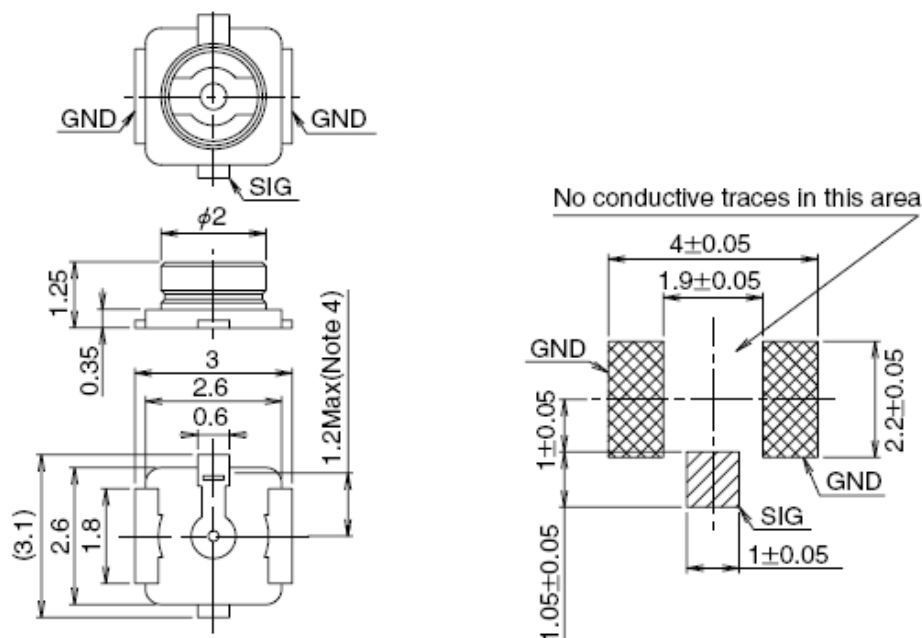 GND
GND
SIG
φ2
1.25
0.35
3
2.6
0.6
1.2Max(Note 4)
(3.1)
2.6
1.8
No conductive traces in this area
4±0.05
1.9±0.05
GND
1±0.05
2.2±0.05
GND
SIG
1.05±0.05
1±0.05